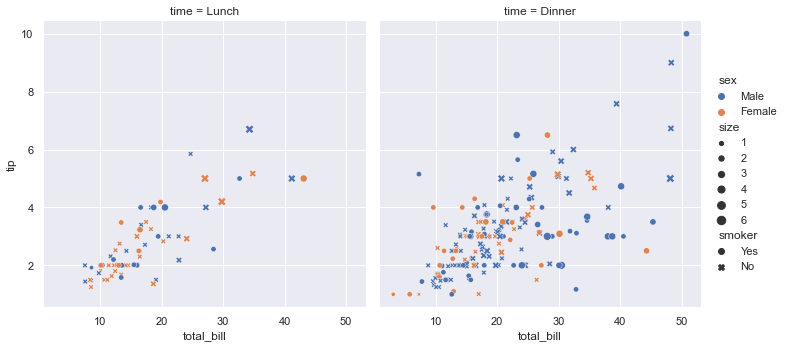 time = Lunch
time = Dinner
10
8
6
4
2
tip
10
20
30
40
50
10
20
30
40
50
total_bill
total_bill
sex
Male
Female
size
1
2
3
4
5
6
smoker
Yes
No